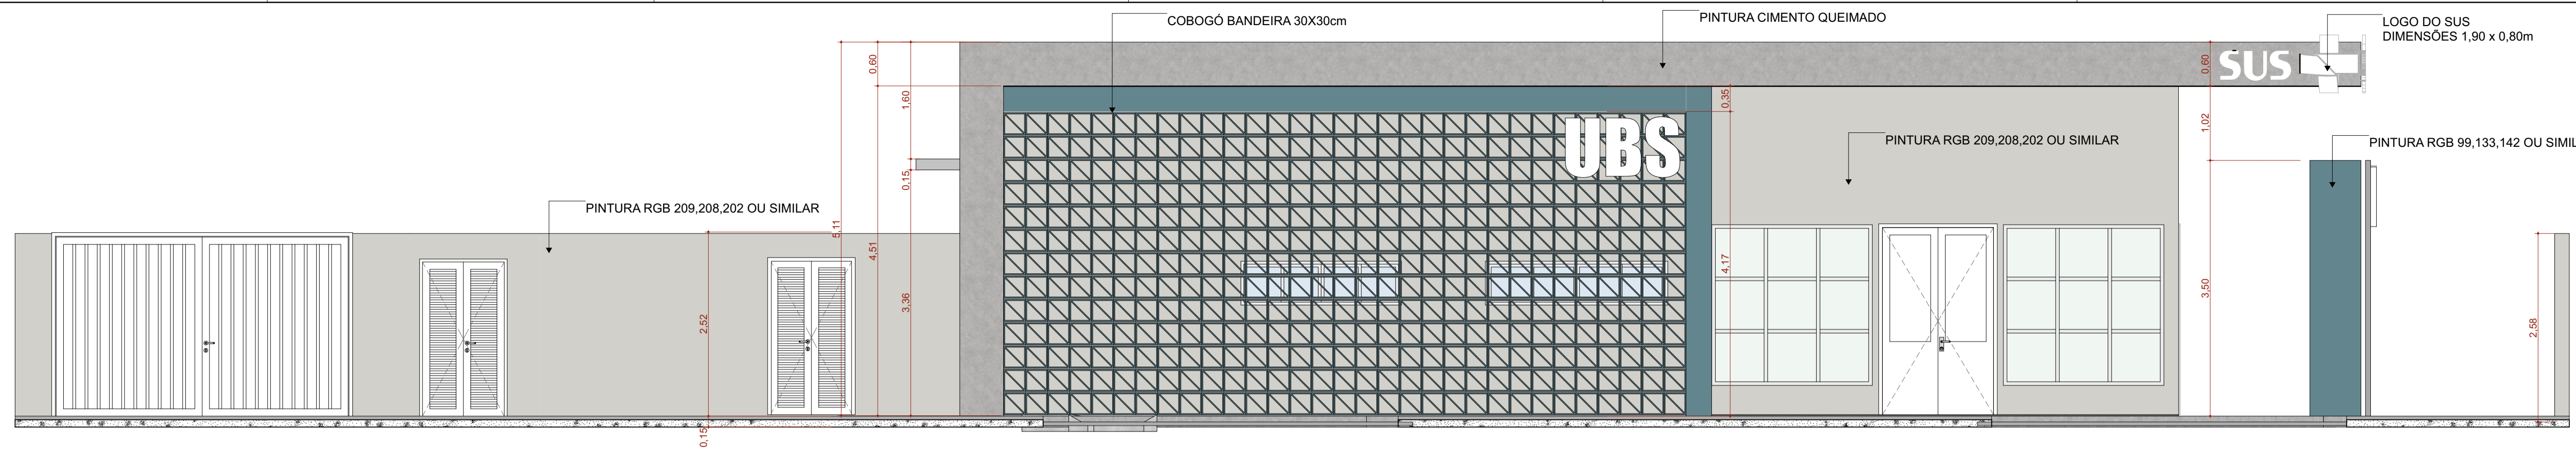 COBOGÓ BANDEIRA 30X30cm
PINTURA CIMENTO QUEIMADO
LOGO DO SUS
DIMENSÕES 1,90 x 0,80m
SUS
0,60
1,60
0,60
0,35
1,02
UBS
PINTURA RGB 209,208,202 OU SIMILAR
PINTURA RGB 99,133,142 OU SIMIL
0,15
PINTURA RGB 209,208,202 OU SIMILAR
5,11
4,51
4,17
3,36
3,50
2,52
2,58
0,15